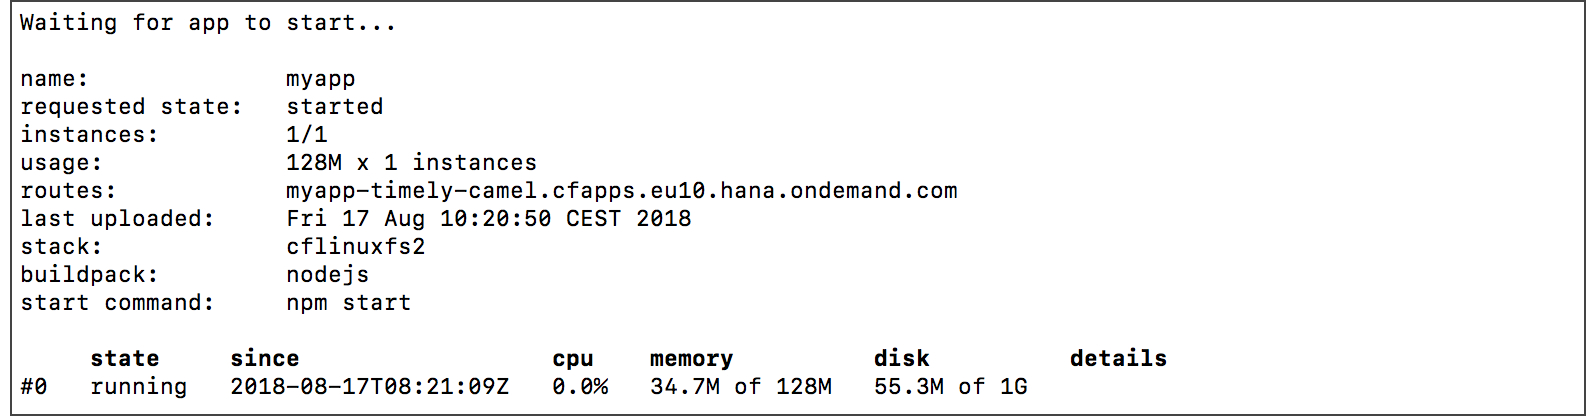 Waiting for app to start...
name: myapp
requested state: started
instances: 1/1
usage: 128M x 1 instances
routes: myapp-timely-camel.cfapps.eu10.hana.ondemand.com
last uploaded: Fri 17 Aug 10:20:50 CEST 2018
stack: cflinuxfs2
buildpack: nodejs
start command: npm start
state since cpu memory disk details
#0 running 2018-08-17T08:21:09Z 0.0% 34.7M of 128M 55.3M of 1G